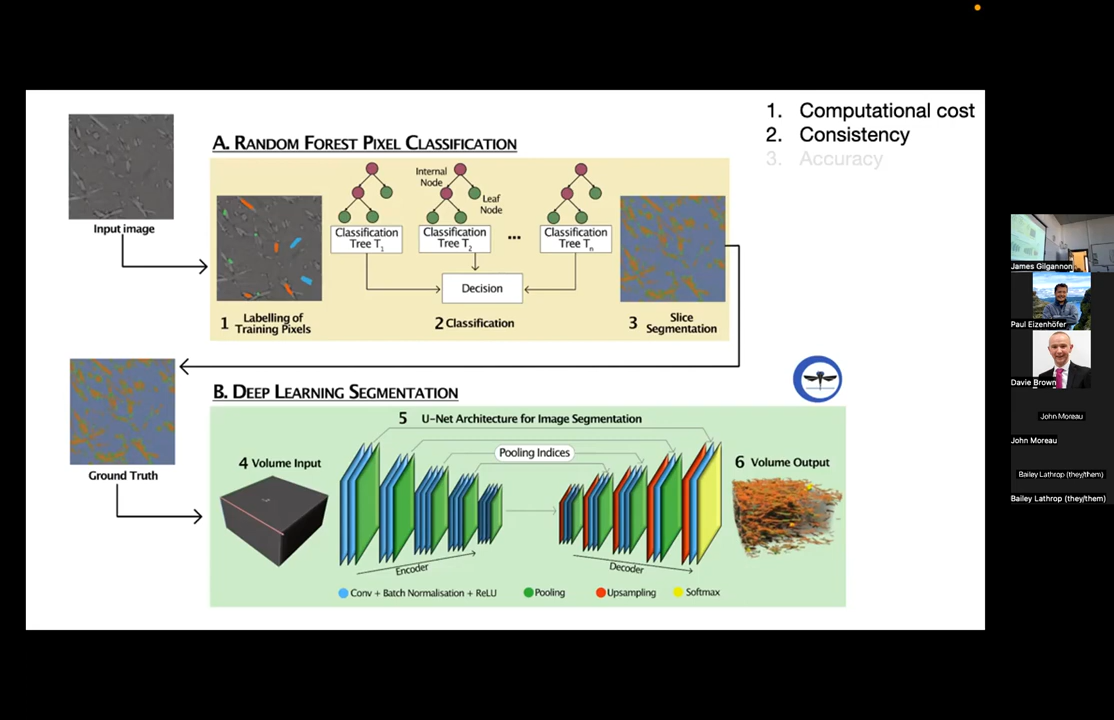 1. Computational cost
2. Consistency
3. Accuracy
Input image
A. RANDOM FOREST PIXEL CLASSIFICATION
Internal
Node
Leaf
Node
Classification
Tree T1
Classification
Tree T2
...
Classification
Tree Tn
Decision
1 Labelling of
Training Pixels
2 Classification
3 Slice
Segmentation
Ground Truth
B. DEEP LEARNING SEGMENTATION
5 U-Net Architecture for Image Segmentation
Pooling Indices
4 Volume Input
6 Volume Output
Encoder
Decoder
Conv + Batch Normalisation + ReLU
Pooling
Upsampling
Softmax
James Gilgannon
Paul Eizenhöfer
Davie Brown
John Moreau
John Moreau
Bailey Lathrop (they/them)
Bailey Lathrop (they/them)